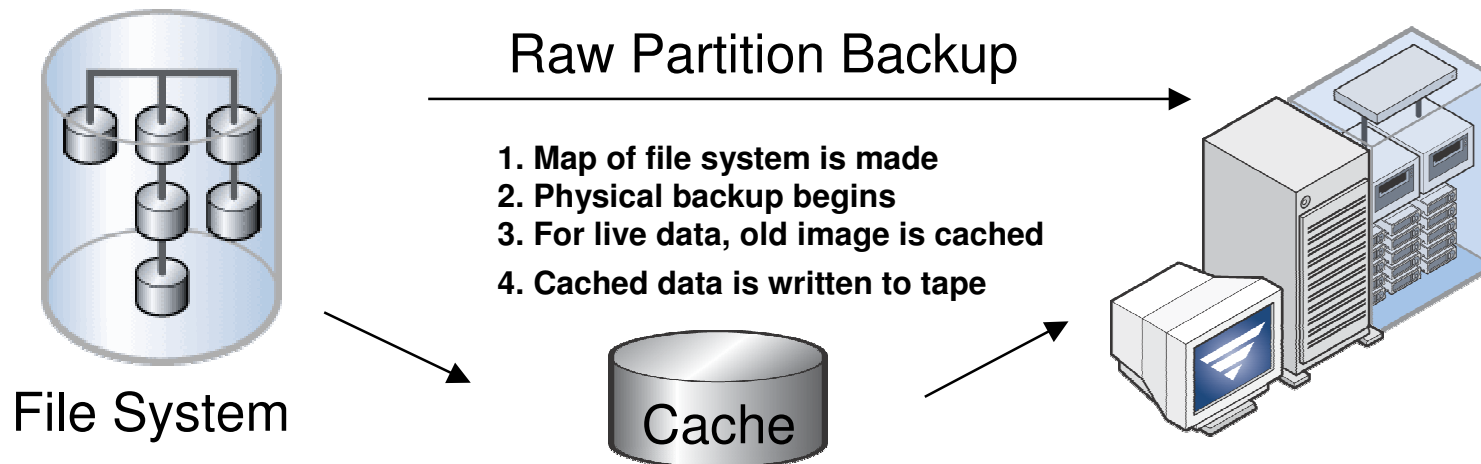 Raw Partition Backup
1. Map of file system is made
2. Physical backup begins
3. For live data, old image is cached
4. Cached data is written to tape
File System
Cache